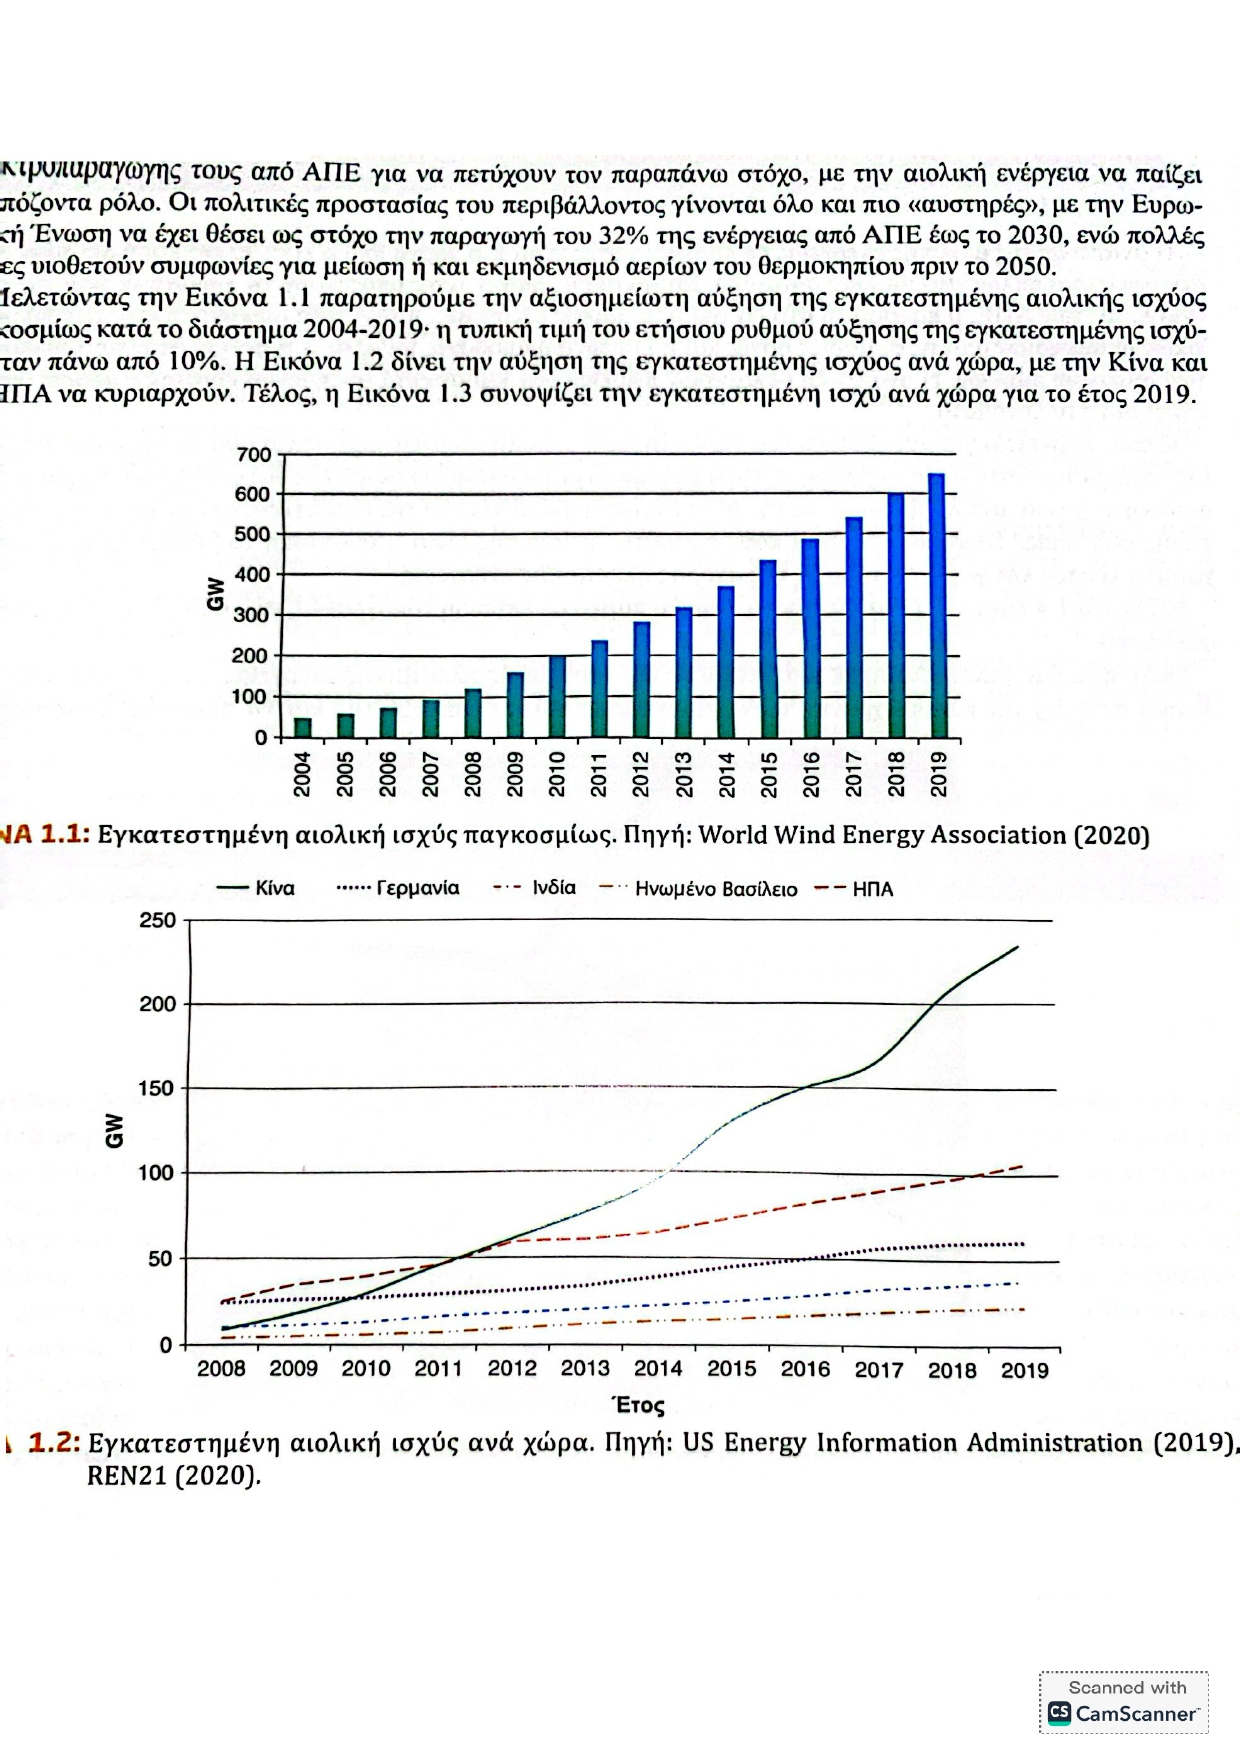 τους από ΑΠΕ για να πετύχουν τον παραπάνω στόχο, με την αιολική ενέργεια να παίζει
πόζοντα ρόλο. Οι πολιτικές προστασίας του περιβάλλοντος γίνονται όλο και πιο «αυστηρές», με την Ευρω-
κή Ένωση να έχει θέσει ως στόχο την παραγωγή του 32% της ενέργειας από ΑΠΕ έως το 2030, ενώ πολλές
ες υιοθετούν συμφωνίες για μείωση ή και εκμηδενισμό αερίων του θερμοκηπίου πριν το 2050.
Μελετώντας την Εικόνα 1.1 παρατηρούμε την αξιοσημείωτη αύξηση της εγκατεστημένης αιολικής ισχύος
κοσμίως κατά το διάστημα 2004-2019· η τυπική τιμή του ετήσιου ρυθμού αύξησης της εγκατεστημένης ισχύ-
ταν πάνω από 10%. Η Εικόνα 1.2 δίνει την αύξηση της εγκατεστημένης ισχύος ανά χώρα, με την Κίνα και
ΗΠΑ να κυριαρχούν. Τέλος, η Εικόνα 1.3 συνοψίζει την εγκατεστημένη ισχύ ανά χώρα για το έτος 2019.
700
600
500
400
300
200
100
0
GW
2004 2005 2006 2007 2008 2009 2010 2011 2012 2013 2014 2015 2016 2017 2018 2019
ΝΑ 1.1: Εγκατεστημένη αιολική ισχύς παγκοσμίως. Πηγή: World Wind Energy Association (2020)
Κίνα Γερμανία Ινδία Ηνωμένο Βασίλειο ΗΠΑ
250
200
150
100
50
0
GW
2008 2009 2010 2011 2012 2013 2014 2015 2016 2017 2018 2019
Έτος
1.2: Εγκατεστημένη αιολική ισχύς ανά χώρα. Πηγή: US Energy Information Administration (2019),
REN21 (2020).
Scanned with
CS CamScanner